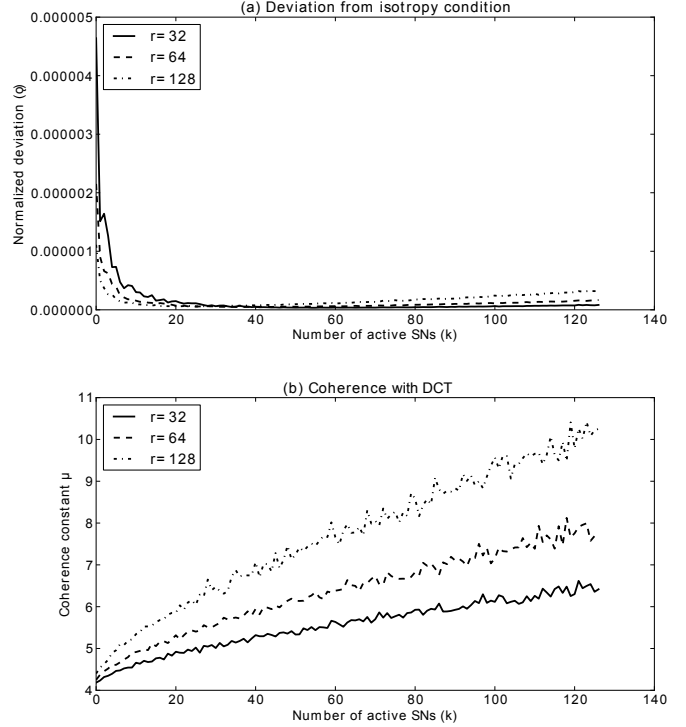 (a) Deviation from isotropy condition
0.000005
0.000004
0.000003
0.000002
0.000001
0.000000
Normalized deviation (ϱ)
r= 32
r= 64
r= 128
0 20 40 60 80 100 120 140
Number of active SNs (k)
(b) Coherence with DCT
11
10
9
8
7
6
5
4
Coherence constant μ
r= 32
r= 64
r= 128
0 20 40 60 80 100 120 140
Number of active SNs (k)